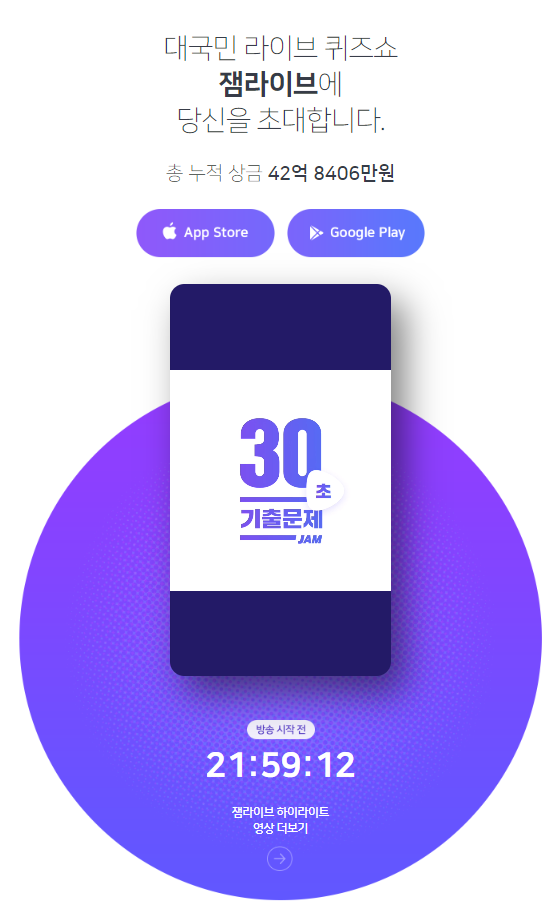 대국민 라이브 퀴즈쇼
잼라이브에
당신을 초대합니다.
총 누적 상금 42억 8406만원
App Store
Google Play
30
초
기출문제
JAM
방송 시작 전
21:59:12
잼라이브 하이라이트
영상 더보기